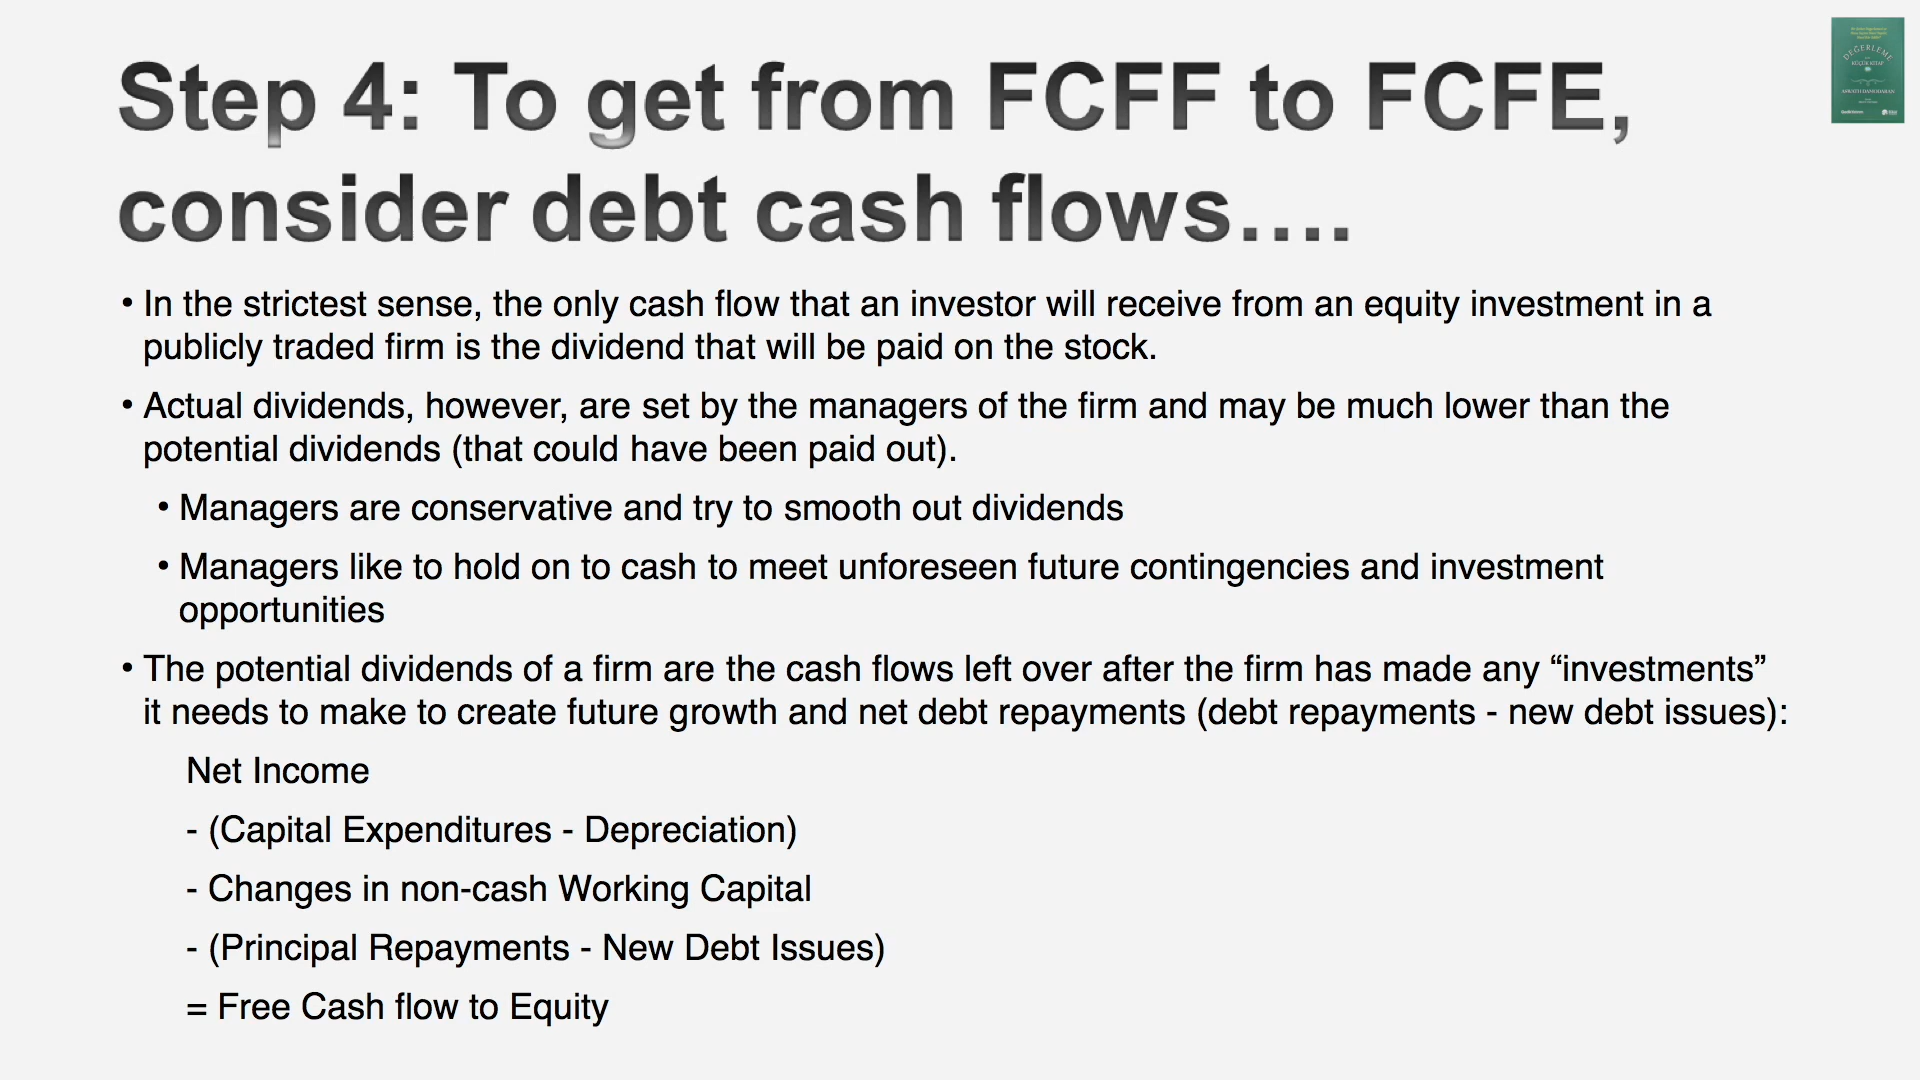 Step 4: To get from FCFF to FCFE,
consider debt cash flows….
• In the strictest sense, the only cash flow that an investor will receive from an equity investment in a
publicly traded firm is the dividend that will be paid on the stock.
• Actual dividends, however, are set by the managers of the firm and may be much lower than the
potential dividends (that could have been paid out).
• Managers are conservative and try to smooth out dividends
• Managers like to hold on to cash to meet unforeseen future contingencies and investment
opportunities
• The potential dividends of a firm are the cash flows left over after the firm has made any “investments”
it needs to make to create future growth and net debt repayments (debt repayments - new debt issues):
Net Income
- (Capital Expenditures - Depreciation)
- Changes in non-cash Working Capital
- (Principal Repayments - New Debt Issues)
= Free Cash flow to Equity
DEĞERLEME
KÜÇÜK KİTAP
ASWATH DAMODARAN